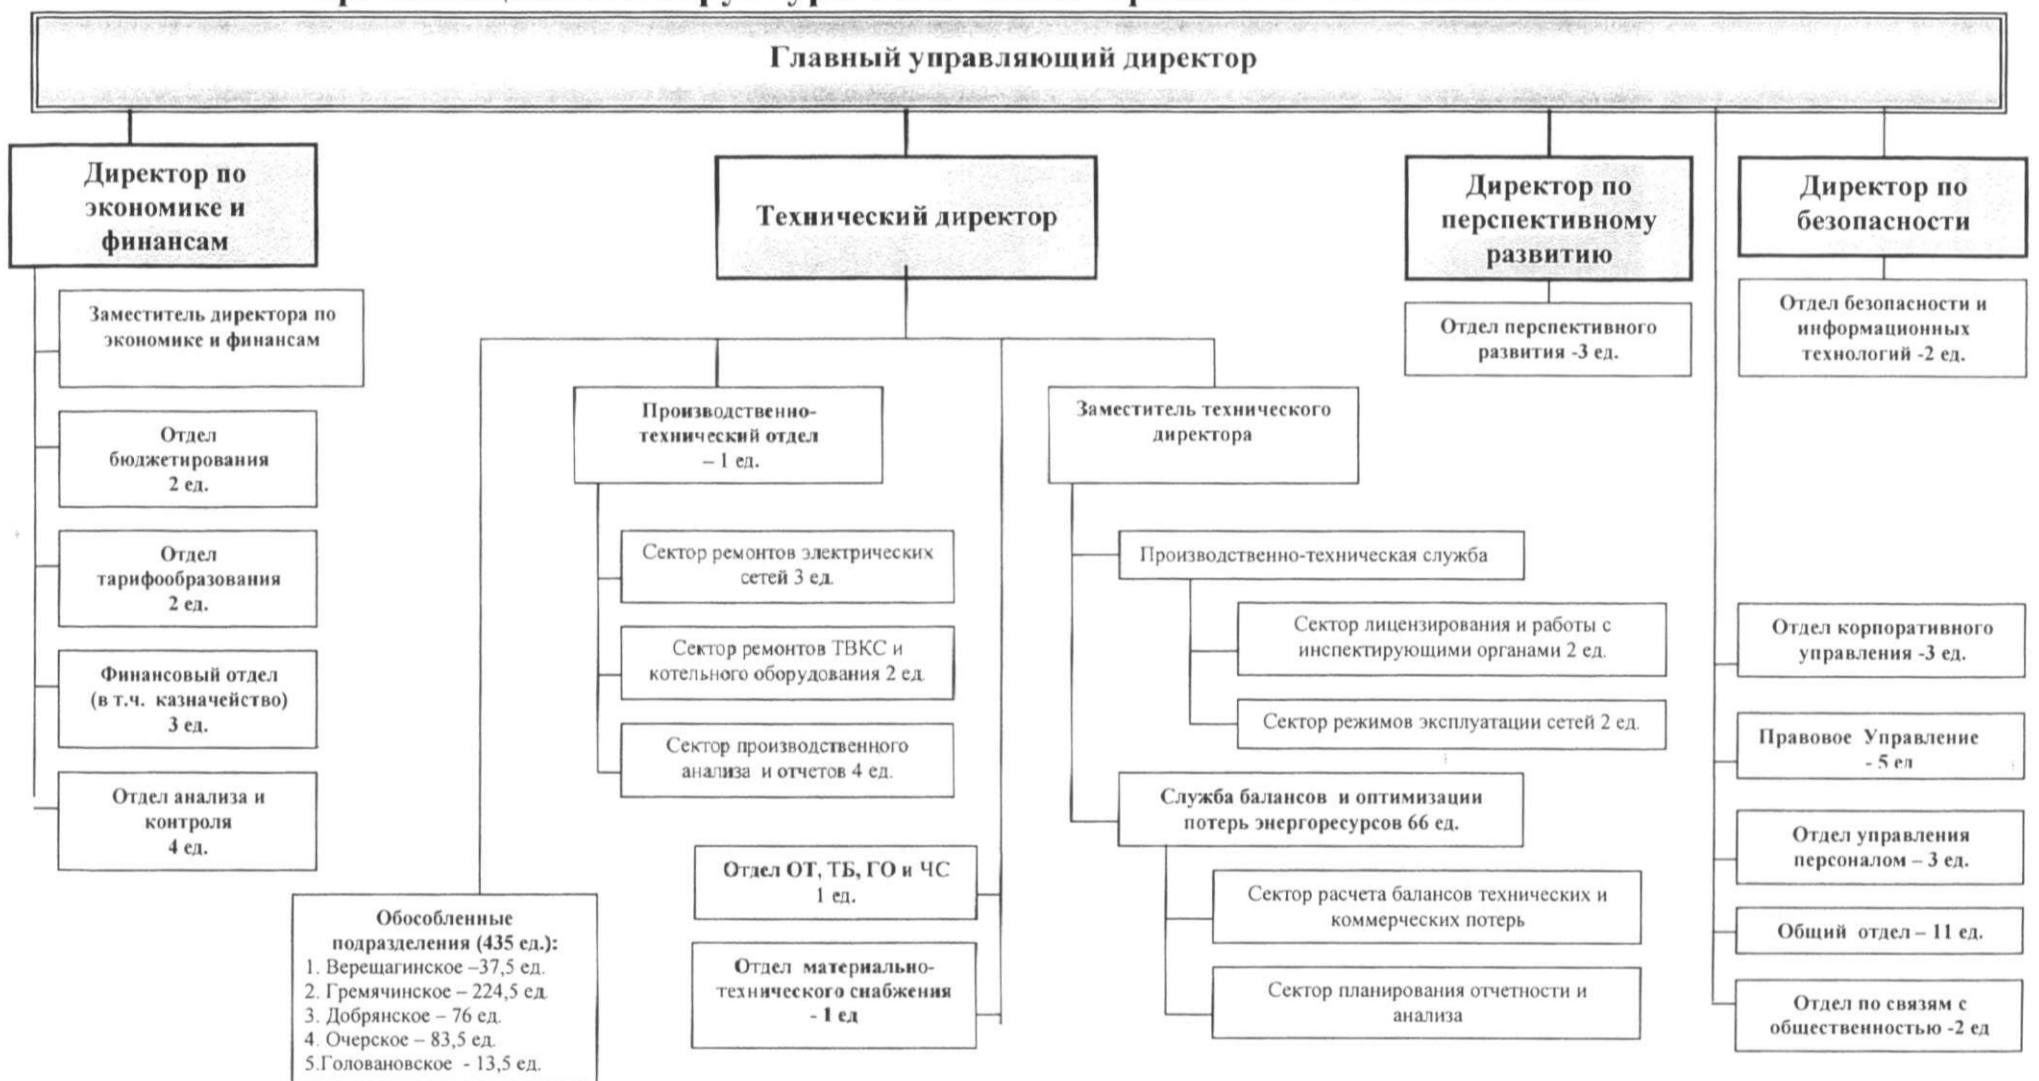 Главный управляющий директор
Директор по
экономике и
финансам
Технический директор
Директор по
перспективному
развитию
Директор по
безопасности
Заместитель директора по
экономике и финансам
Отдел
бюджетирования
2 ед.
Отдел
тарифообразования
2 ед.
Финансовый отдел
(в т.ч. казначейство)
3 ед.
Отдел анализа и
контроля
4 ед.
Обособленные
подразделения (435 ед.):
1. Верещагинское –37,5 ед.
2. Гремячинское – 224,5 ед
3. Добрянское – 76 ед.
4. Очерское – 83,5 ед.
5.Головановское - 13,5 ед.
Производственно-
технический отдел
– 1 ед.
Сектор ремонтов электрических
сетей 3 ед.
Сектор ремонтов ТВКС и
котельного оборудования 2 ед.
Сектор производственного
анализа и отчетов 4 ед.
Отдел ОТ, ТБ, ГО и ЧС
1 ед.
Отдел материально-
технического снабжения
- 1 ед
Заместитель технического
директора
Производственно-техническая служба
Сектор лицензирования и работы с
инспектирующими органами 2 ед.
Сектор режимов эксплуатации сетей 2 ед.
Служба балансов и оптимизации
потерь энергоресурсов 66 ед.
Сектор расчета балансов технических и
коммерческих потерь
Сектор планирования отчетности и
анализа
Отдел перспективного
развития -3 ед.
Отдел безопасности и
информационных
технологий -2 ед.
Отдел корпоративного
управления -3 ед.
Правовое Управление
- 5 ед
Отдел управления
персоналом – 3 ед.
Общий отдел – 11 ед.
Отдел по связям с
общественностью -2 ед